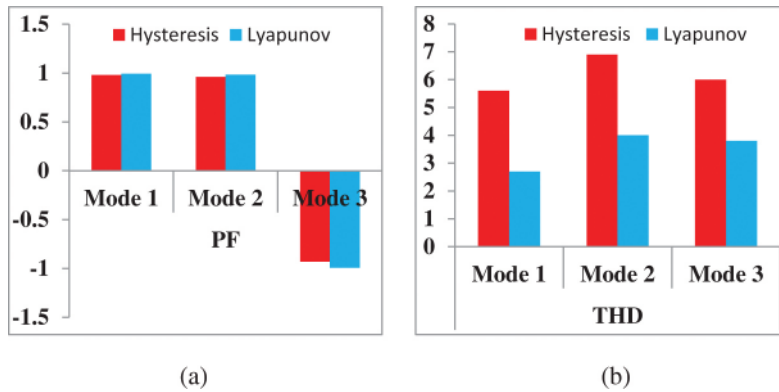 1.5
1
0.5
0
-0.5
-1
-1.5
Hysteresis Lyapunov
Mode 1 Mode 2 Mode 3
PF
(a)
8
7
6
5
4
3
2
1
0
Hysteresis Lyapunov
Mode 1 Mode 2 Mode 3
THD
(b)